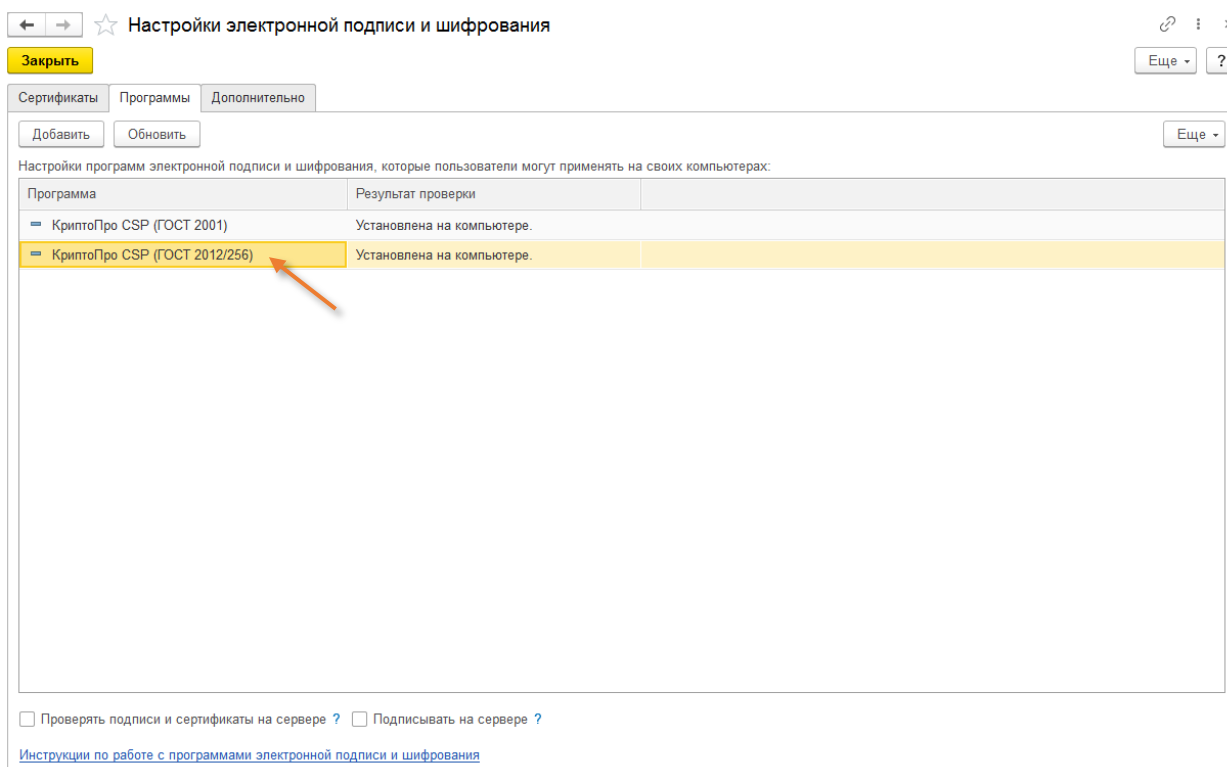 Настройки электронной подписи и шифрования
Закрыть
Еще
?
Сертификаты Программы Дополнительно
Добавить Обновить Еще
Настройки программ электронной подписи и шифрования, которые пользователи могут применять на своих компьютерах:
Программа Результат проверки
КриптоПро CSP (ГОСТ 2001) Установлена на компьютере.
КриптоПро CSP (ГОСТ 2012/256) Установлена на компьютере.
Проверять подписи и сертификаты на сервере ? Подписывать на сервере ?
Инструкции по работе с программами электронной подписи и шифрования